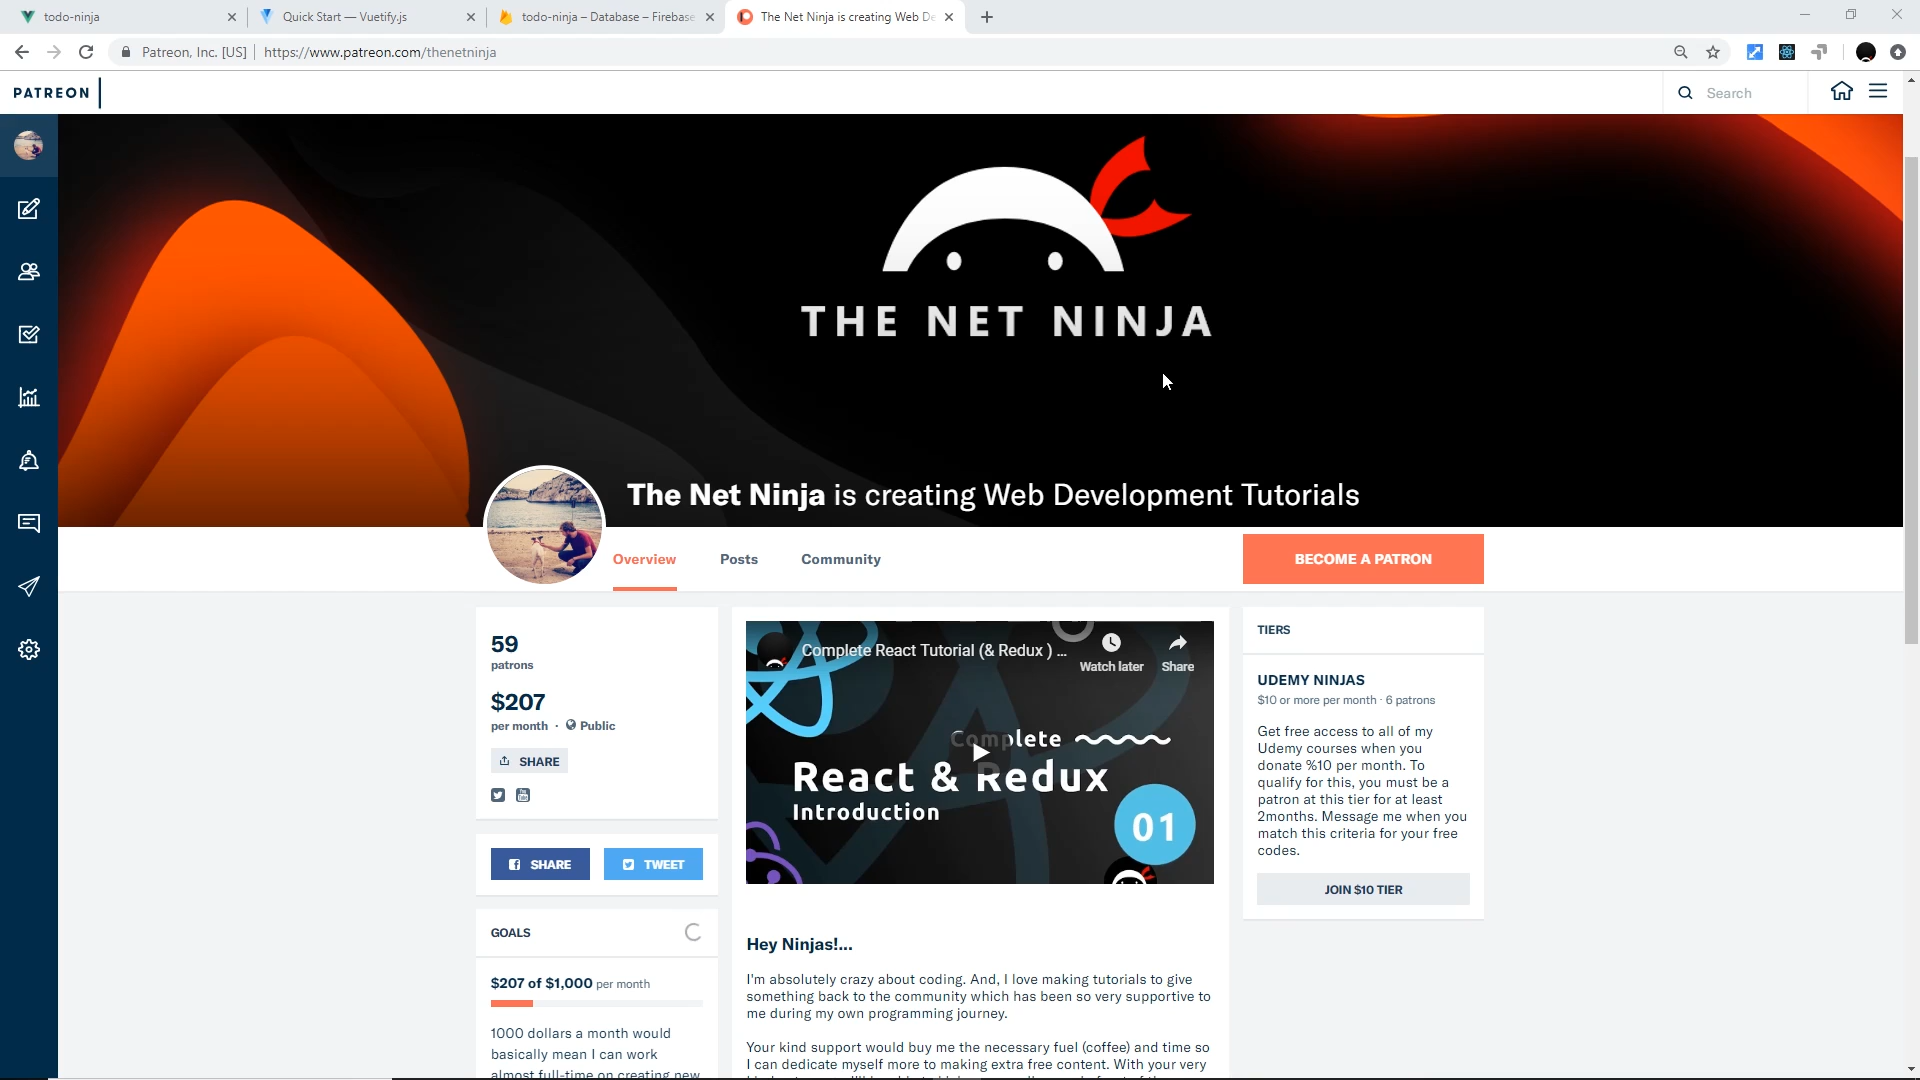 todo-ninja
Quick Start — Vuetify.js
todo-ninja – Database – Firebase
The Net Ninja is creating Web De
Patreon, Inc. [US]
https://www.patreon.com/thenetninja
PATREON
Search
THE NET NINJA
The Net Ninja is creating Web Development Tutorials
Overview
Posts
Community
BECOME A PATRON
59
patrons
$207
per month · Public
SHARE
SHARE
TWEET
GOALS
$207 of $1,000 per month
1000 dollars a month would
basically mean I can work
almost full-time on creating new
Complete React Tutorial (& Redux ) ...
Watch later
Share
Complete
React & Redux
Introduction
01
Hey Ninjas!...
I'm absolutely crazy about coding. And, I love making tutorials to give
something back to the community which has been so very supportive to
me during my own programming journey.
Your kind support would buy me the necessary fuel (coffee) and time so
I can dedicate myself more to making extra free content. With your very
TIERS
UDEMY NINJAS
$10 or more per month · 6 patrons
Get free access to all of my
Udemy courses when you
donate %10 per month. To
qualify for this, you must be a
patron at this tier for at least
2months. Message me when you
match this criteria for your free
codes.
JOIN $10 TIER